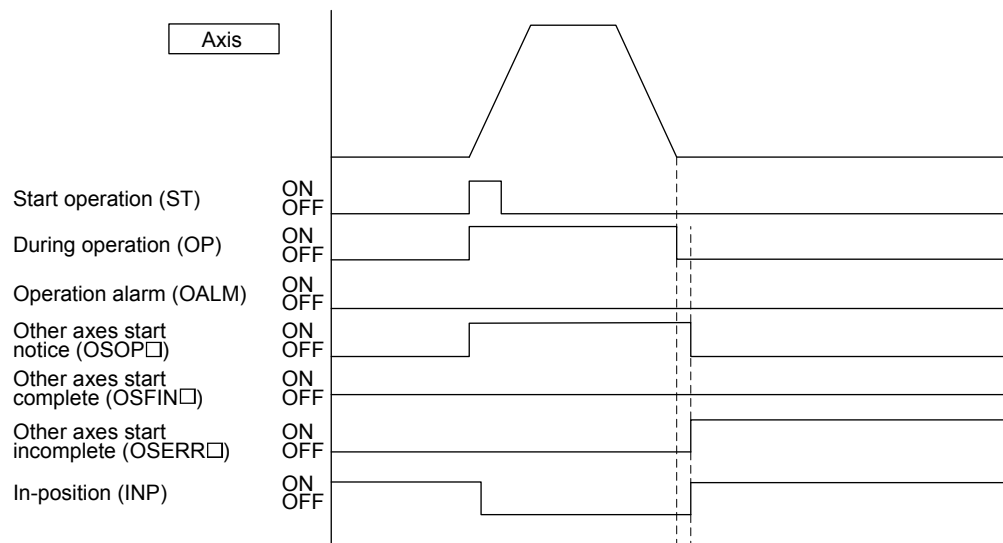 Axis
Start operation (ST)
ON
OFF
During operation (OP)
ON
OFF
Operation alarm (OALM)
ON
OFF
Other axes start
notice (OSOP□)
ON
OFF
Other axes start
complete (OSFIN□)
ON
OFF
Other axes start
incomplete (OSERR□)
ON
OFF
In-position (INP)
ON
OFF